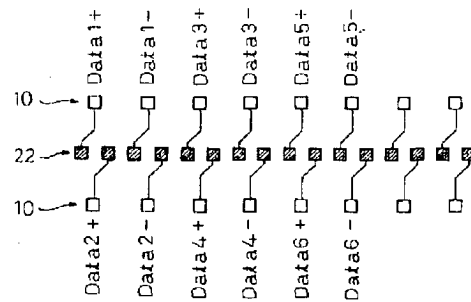 Data1+
Data1-
Data3+
Data3-
Data5+
Data5-
10
22
10
Data2+
Data2-
Data4+
Data4-
Data6+
Data6-